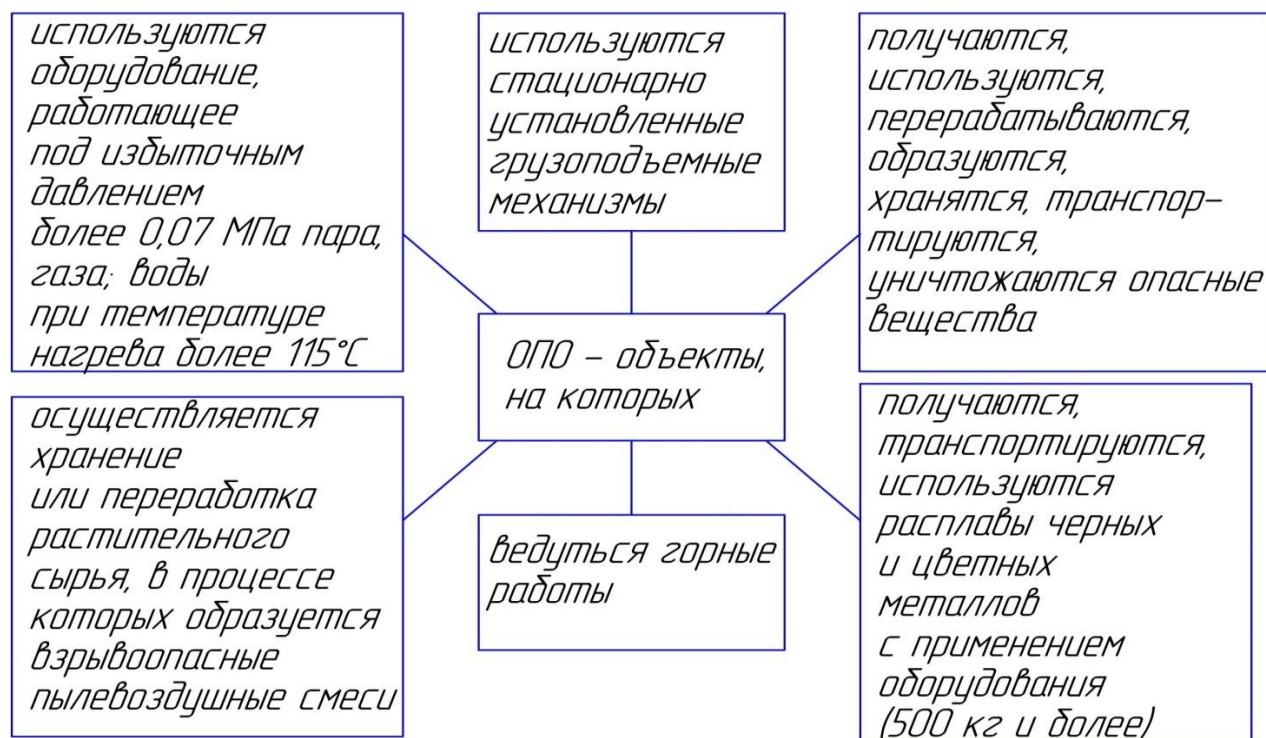 используются
оборудование,
работающее
под избыточным
давлением
более 0,07 МПа пара,
газа; воды
при температуре
нагрева более 115°С
используются
стационарно
установленные
грузоподъемные
механизмы
получаются,
используются,
перерабатываются,
образуются,
хранятся, транспор-
тируются,
уничтожаются опасные
вещества
ОПО - объекты,
на которых
осуществляется
хранение
или переработка
растительного
сырья, в процессе
которых образуется
взрывоопасные
пылевоздушные смеси
ведуться горные
работы
получаются,
транспортируются,
используются
расплавы черных
и цветных
металлов
с применением
оборудования
(500 кг и более)